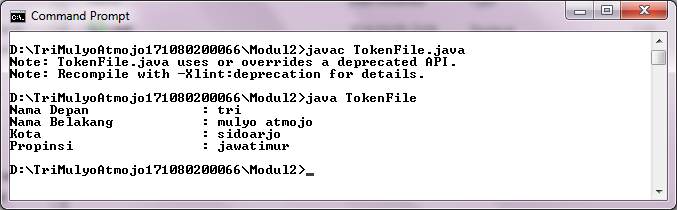 Command Prompt
D:\TriMulyoAtmojo171080200066\Modul2>javac TokenFile.java
Note: TokenFile.java uses or overrides a deprecated API.
Note: Recompile with -Xlint:deprecation for details.
D:\TriMulyoAtmojo171080200066\Modul2>java TokenFile
Nama Depan : tri
Nama Belakang : mulyo atmojo
Kota : sidoarjo
Propinsi : jawatimur
D:\TriMulyoAtmojo171080200066\Modul2>_